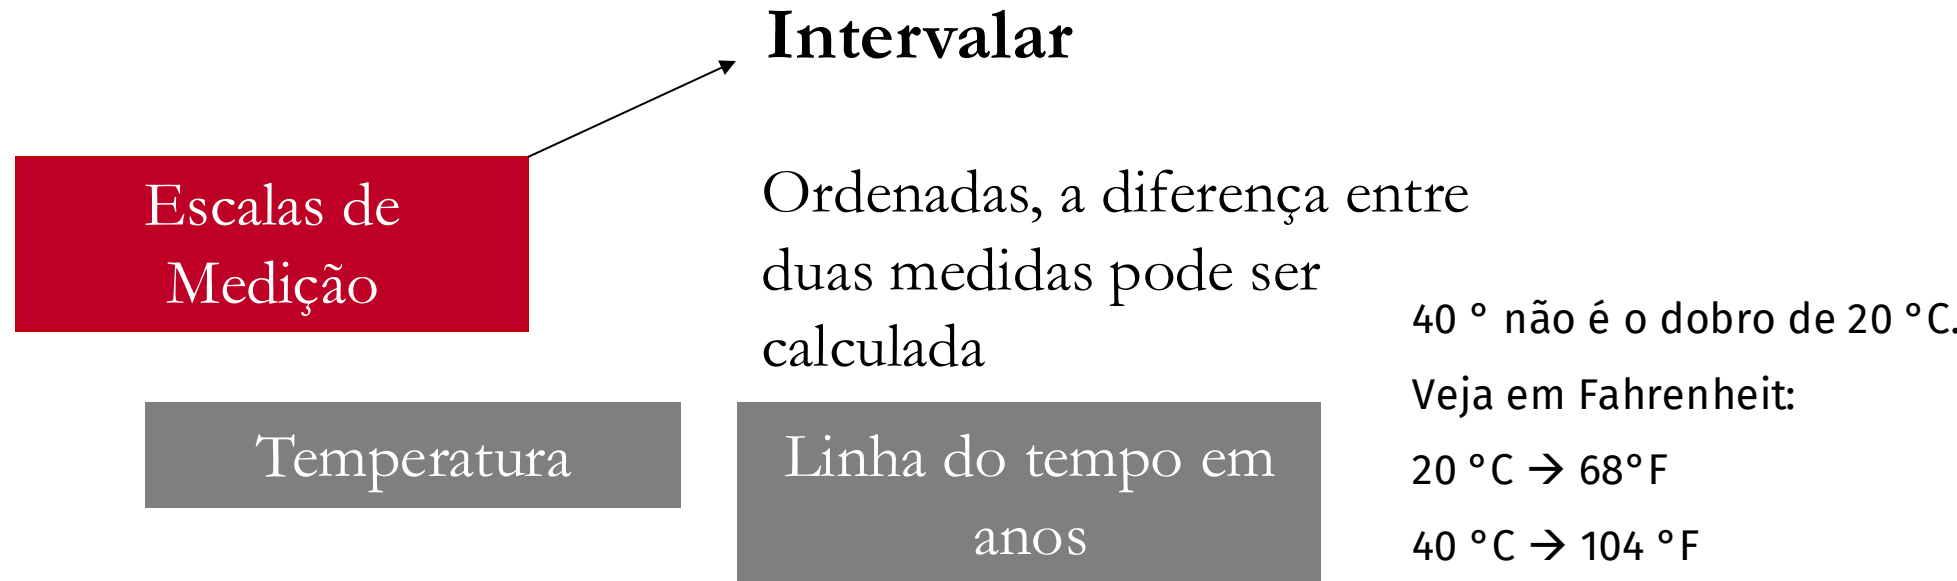 Intervalar
Escalas de
Medição
Ordenadas, a diferença entre
duas medidas pode ser
calculada
Temperatura
Linha do tempo em
anos
40 ° não é o dobro de 20 °C.
Veja em Fahrenheit:
20 °C → 68°F
40 °C → 104 °F